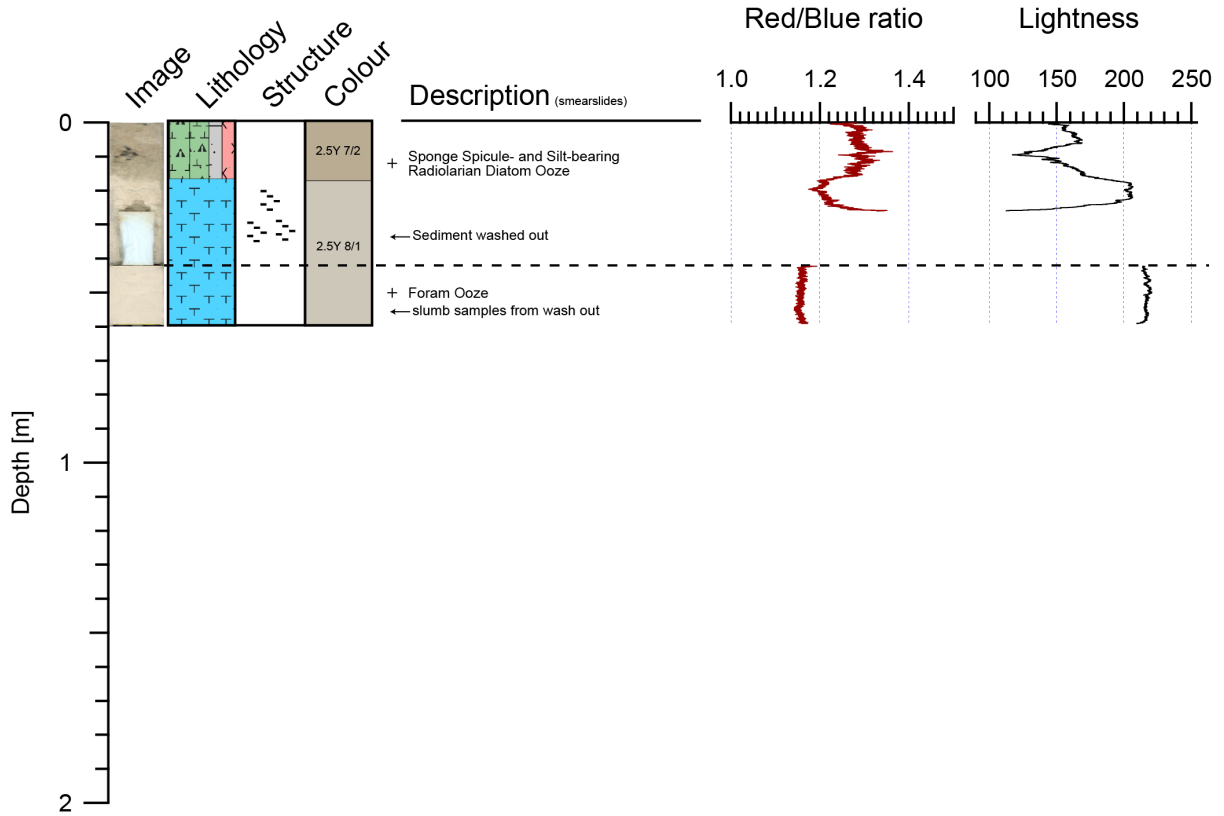 Red/Blue ratio
Lightness
Image
Lithology
Structure
Colour
Description (smearslides)
1.0 1.2 1.4
100 150 200 250
0
2.5Y 7/2
Sponge Spicule- and Silt-bearing
Radiolarian Diatom Ooze
Sediment washed out
2.5Y 8/1
Foram Ooze
slumb samples from wash out
Depth [m]
1
2